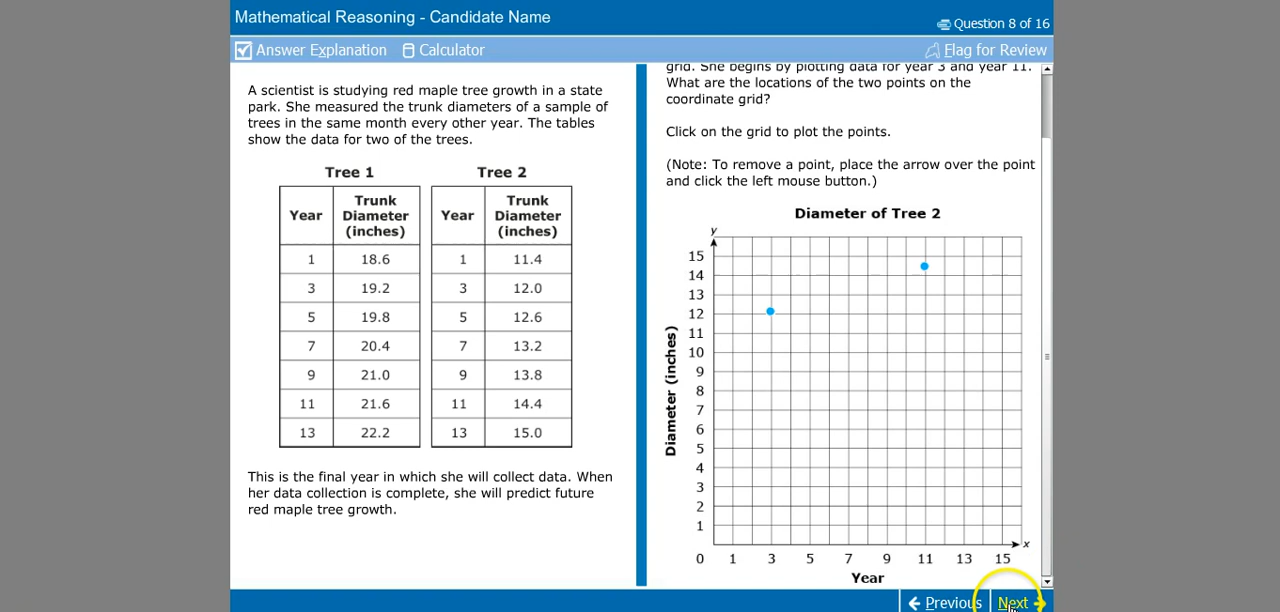 Mathematical Reasoning - Candidate Name
Question 8 of 16
Answer Explanation
Calculator
Flag for Review
A scientist is studying red maple tree growth in a state
park. She measured the trunk diameters of a sample of
trees in the same month every other year. The tables
show the data for two of the trees.
Tree 1
Year Trunk Diameter (inches)
1 18.6
3 19.2
5 19.8
7 20.4
9 21.0
11 21.6
13 22.2
Tree 2
Year Trunk Diameter (inches)
1 11.4
3 12.0
5 12.6
7 13.2
9 13.8
11 14.4
13 15.0
This is the final year in which she will collect data. When
her data collection is complete, she will predict future
red maple tree growth.
grid. She begins by plotting data for year 3 and year 11.
What are the locations of the two points on the
coordinate grid?
Click on the grid to plot the points.
(Note: To remove a point, place the arrow over the point
and click the left mouse button.)
Diameter of Tree 2
y
15
14
13
12
11
10
9
8
7
6
5
4
3
2
1
Diameter (inches)
0 1 3 5 7 9 11 13 15 x
Year
Previous
Next